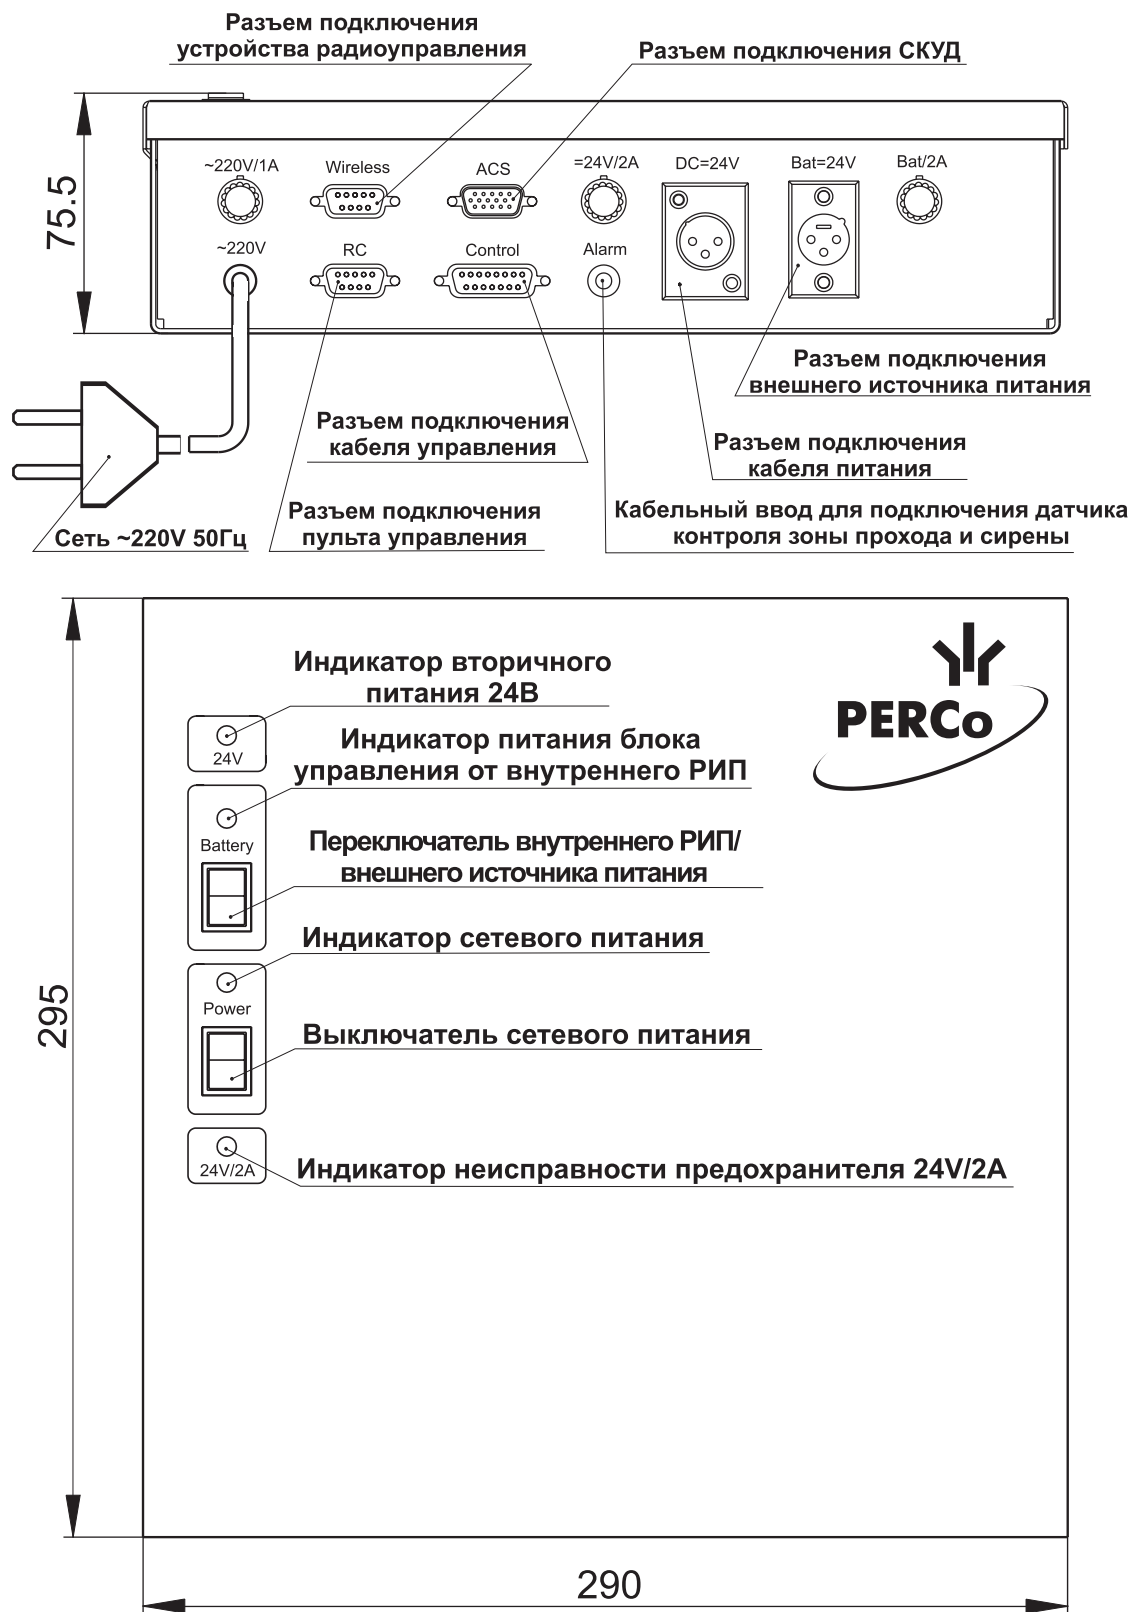 Разъем подключения
устройства радиоуправления
Разъем подключения СКУД
75.5
~220V/1A
Wireless
ACS
=24V/2A
DC=24V
Bat=24V
Bat/2A
~220V
RC
Control
Alarm
Разъем подключения
внешнего источника питания
Разъем подключения
кабеля управления
Разъем подключения
кабеля питания
Сеть ~220V 50Гц
Разъем подключения
пульта управления
Кабельный ввод для подключения датчика
контроля зоны прохода и сирены
PERCo
Индикатор вторичного
питания 24В
24V
Индикатор питания блока
управления от внутреннего РИП
Battery
Переключатель внутреннего РИП/
внешнего источника питания
Индикатор сетевого питания
Power
Выключатель сетевого питания
24V/2A
Индикатор неисправности предохранителя 24V/2A
295
290